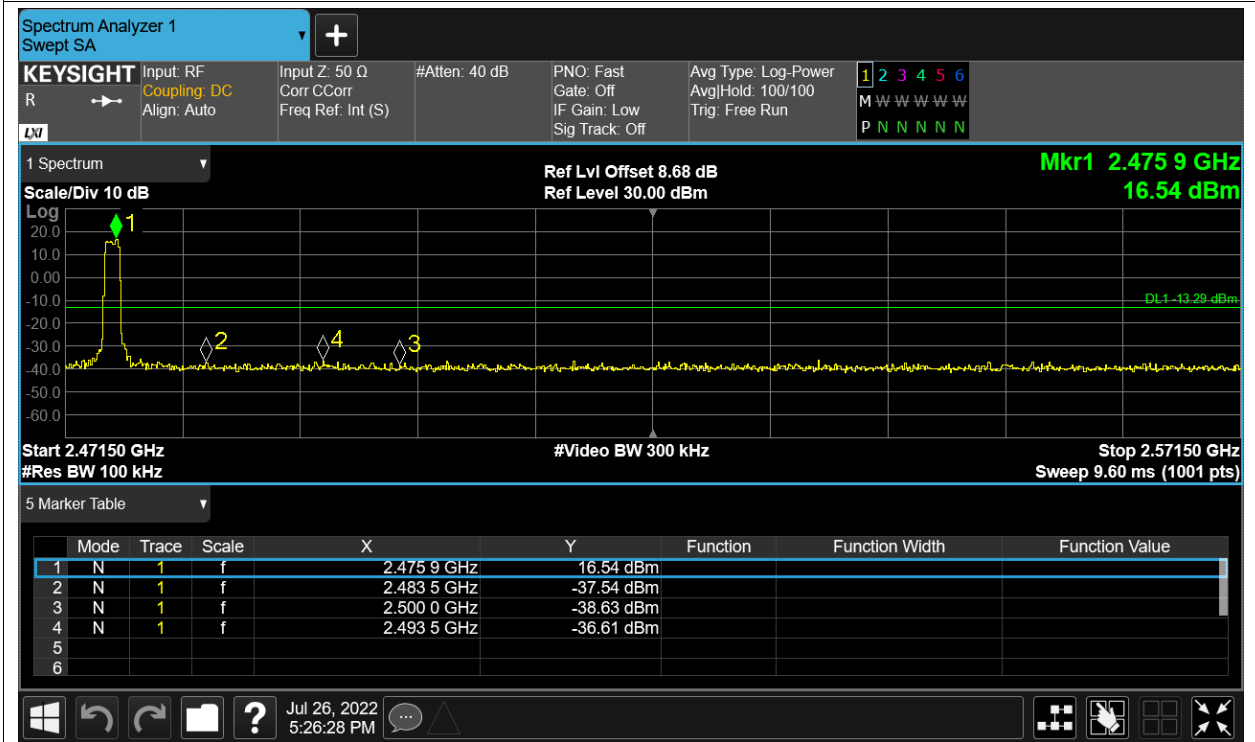 Spectrum Analyzer 1
Swept SA
+
KEYSIGHT
R
LXI
Input: RF
Coupling: DC
Align: Auto
Input Z: 50 Ω
Corr CCorr
Freq Ref: Int (S)
#Atten: 40 dB
PNO: Fast
Gate: Off
IF Gain: Low
Sig Track: Off
Avg Type: Log-Power
Avg|Hold: 100/100
Trig: Free Run
1 2 3 4 5 6
M W W W W W
P N N N N N
1 Spectrum
Scale/Div 10 dB
Ref Lvl Offset 8.68 dB
Ref Level 30.00 dBm
Mkr1 2.475 9 GHz
16.54 dBm
Log
20.0
10.0
0.00
-10.0
-20.0
-30.0
-40.0
-50.0
-60.0
1
2
4
3
DL1 -13.29 dBm
Start 2.47150 GHz
#Video BW 300 kHz
Stop 2.57150 GHz
#Res BW 100 kHz
Sweep 9.60 ms (1001 pts)
5 Marker Table
Mode Trace Scale X Y Function Function Width Function Value
1 N 1 f 2.475 9 GHz 16.54 dBm
2 N 1 f 2.483 5 GHz -37.54 dBm
3 N 1 f 2.500 0 GHz -38.63 dBm
4 N 1 f 2.493 5 GHz -36.61 dBm
5
6
?
Jul 26, 2022
5:26:28 PM